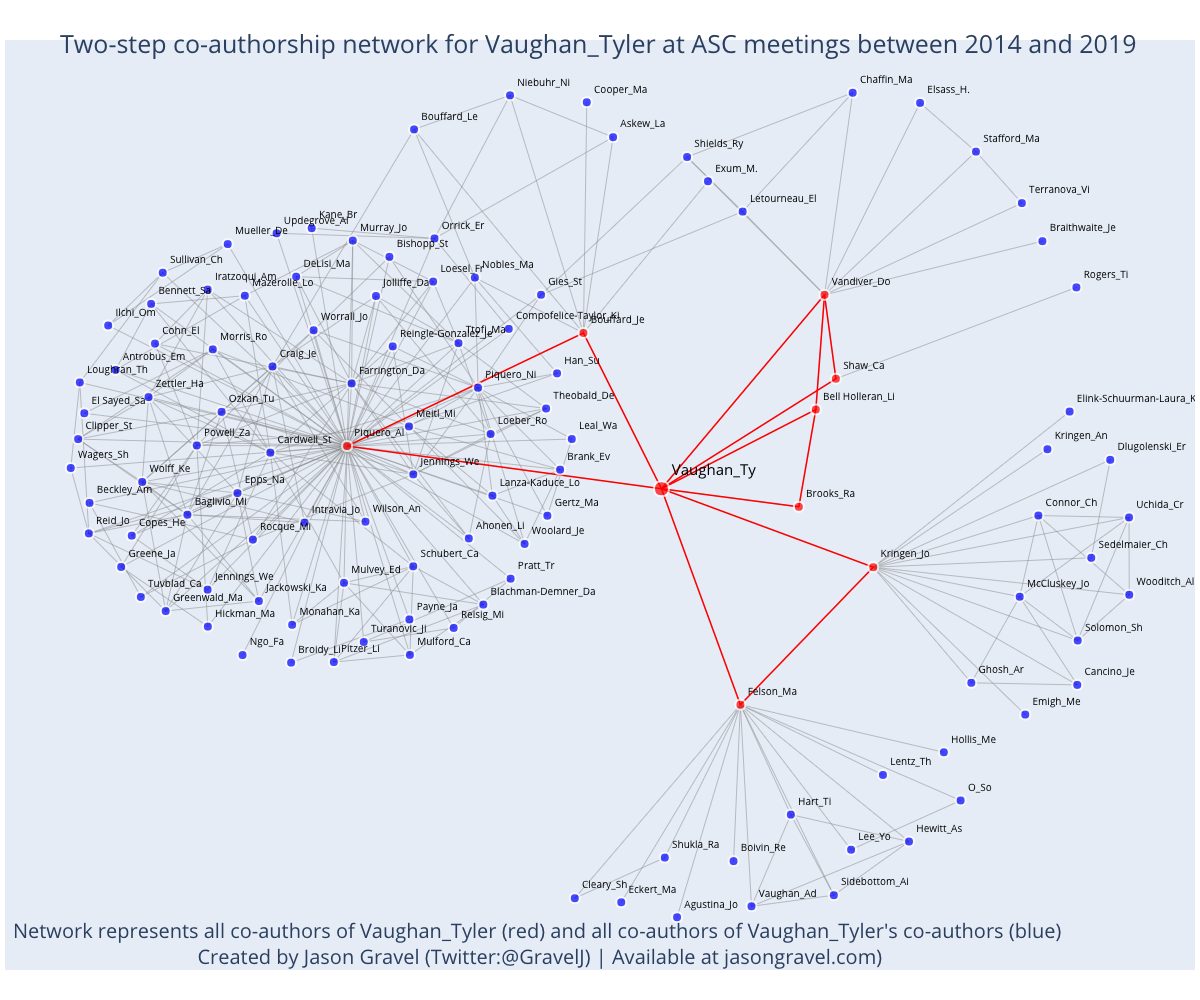 Two-step co-authorship network for Vaughan_Tyler at ASC meetings between 2014 and 2019
Niebuhr_Ni
Cooper_Ma
Chaffin_Ma
Elsass_H.
Bouffard_Le
Askew_La
Shields_Ry
Stafford_Ma
Exum_M.
Letourneau_El
Terranova_Vi
Kane_Br
Updegrove_Al
Mueller_De
Murray_Jo
Orrick_Er
Braithwaite_Je
Bishopp_St
Sullivan_Ch
DeLisi_Ma
Loesel_Fr
Nobles_Ma
Iratzoqui_Am
Mazerolle_Lo
Jolliffe_Da
Gies_St
Vandiver_Do
Rogers_Ti
Bennett_Sa
Ilchi_Om
Worrall_Jo
Compofelice-Taylor_Ki
Bouffard_Je
Cohn_El
Morris_Ro
Reingle-Gonzalez_Je
Ttofi_Ma
Antrobus_Em
Craig_Je
Han_Su
Loughran_Th
Farrington_Da
Piquero_Ni
Shaw_Ca
Zettler_Ha
Theobald_De
Bell Holleran_Li
El Sayed_Sa
Ozkan_Tu
Meitl_Mi
Elink-Schuurman-Laura_K
Clipper_St
Powell_Za
Cardwell_St
Piquero_Al
Loeber_Ro
Leal_Wa
Kringen_An
Dlugolenski_Er
Wagers_Sh
Wolff_Ke
Jennings_We
Brank_Ev
Vaughan_Ty
Beckley_Am
Epps_Na
Lanza-Kaduce_Lo
Brooks_Ra
Reid_Jo
Copes_He
Baglivio_Mi
Intravia_Jo
Wilson_An
Gertz_Ma
Connor_Ch
Uchida_Cr
Rocque_Mi
Ahonen_Li
Woolard_Je
Greene_Ja
Schubert_Ca
Kringen_Jo
Sedelmaier_Ch
Tuvblad_Ca
Jennings_We
Mulvey_Ed
Pratt_Tr
McCluskey_Jo
Wooditch_Al
Greenwald_Ma
Jackowski_Ka
Blachman-Demner_Da
Hickman_Ma
Monahan_Ka
Payne_Ja
Reisig_Mi
Solomon_Sh
Ngo_Fa
Broidy_Li
Pitzer_Li
Turanovic_Ji
Mulford_Ca
Ghosh_Ar
Cancino_Je
Felson_Ma
Emigh_Me
Hollis_Me
Lentz_Th
Hart_Ti
O_So
Shukla_Ra
Boivin_Re
Lee_Yo
Hewitt_As
Cleary_Sh
Eckert_Ma
Agustina_Jo
Vaughan_Ad
Sidebottom_Ai
Network represents all co-authors of Vaughan_Tyler (red) and all co-authors of Vaughan_Tyler's co-authors (blue)
Created by Jason Gravel (Twitter:@GravelJ) | Available at jasongravel.com)